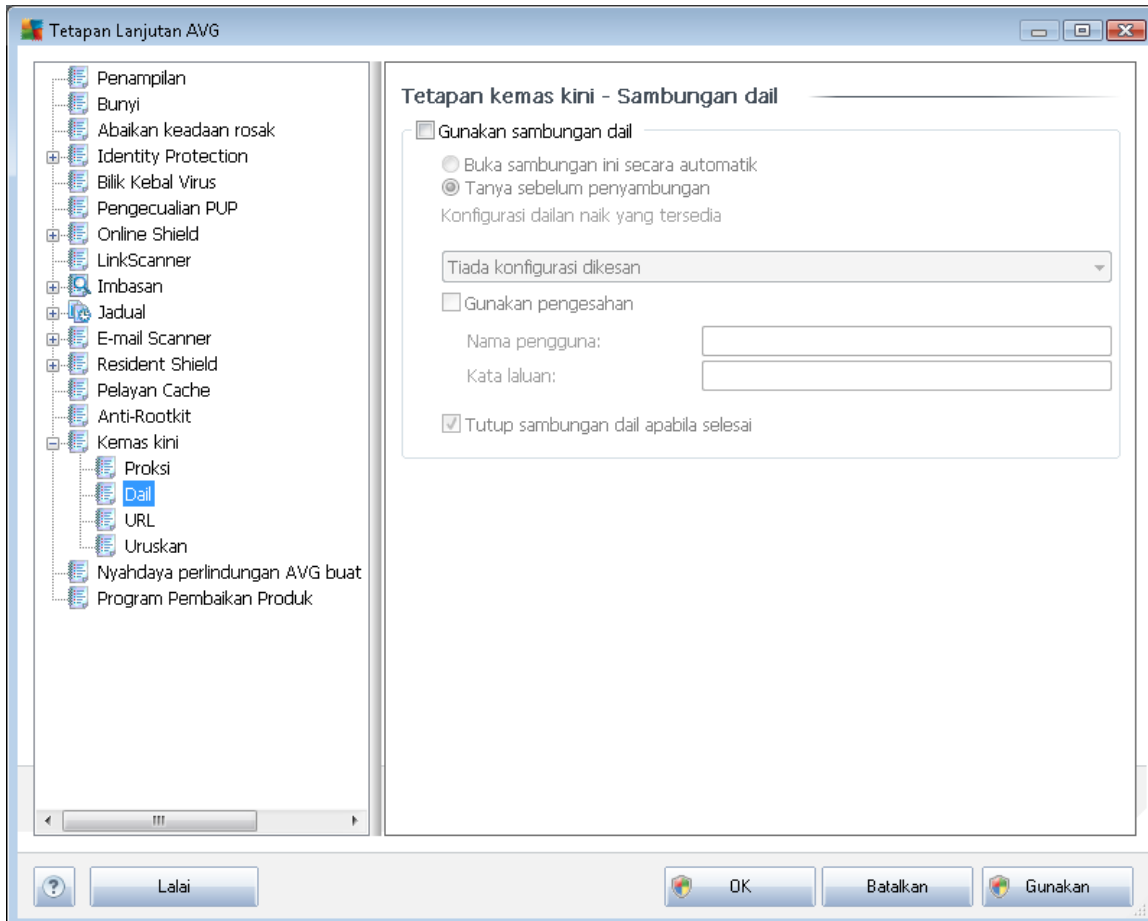 Tetapan Lanjutan AVG
Penampilan
Bunyi
Abaikan keadaan rosak
Identity Protection
Bilik Kebal Virus
Pengecualian PUP
Online Shield
LinkScanner
Imbasan
Jadual
E-mail Scanner
Resident Shield
Pelayan Cache
Anti-Rootkit
Kemas kini
Proksi
Dail
URL
Uruskan
Nyahdaya perlindungan AVG buat
Program Pembaikan Produk
Tetapan kemas kini - Sambungan dail
Gunakan sambungan dail
Buka sambungan ini secara automatik
Tanya sebelum penyambungan
Konfigurasi dailan naik yang tersedia
Tiada konfigurasi dikesan
Gunakan pengesahan
Nama pengguna:
Kata laluan:
Tutup sambungan dail apabila selesai
Lalai
OK
Batalkan
Gunakan